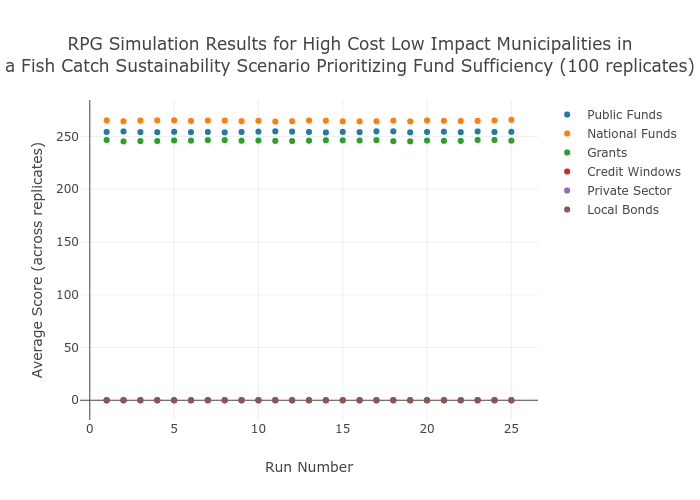 RPG Simulation Results for High Cost Low Impact Municipalities in
a Fish Catch Sustainability Scenario Prioritizing Fund Sufficiency (100 replicates)
Average Score (across replicates)
250
200
150
100
50
0
0 5 10 15 20 25
Run Number
Public Funds
National Funds
Grants
Credit Windows
Private Sector
Local Bonds